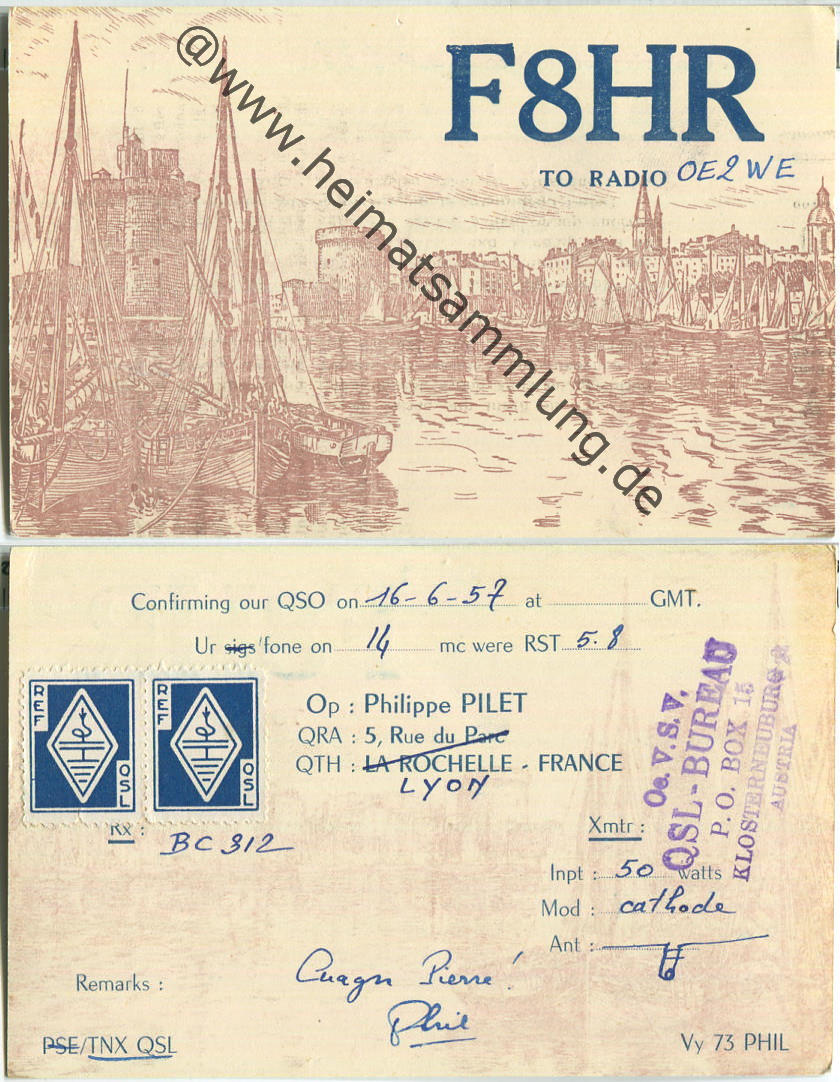 F8HR
TO RADIO OE2WE
@www.heimatsammlung.de
Confirming our QSO on 16-6-57 at GMT.
Ur sigs/fone on 14 mc were RST 5.8
REF QSL
REF QSL
Op : Philippe PILET
QRA : 5, Rue du Parc
QTH : LA ROCHELLE - FRANCE
LYON
Oe.V.S.V.
QSL-BUREAU
P.O. BOX 15
KLOSTERNEUBURG 2
AUSTRIA
Rx :
BC 312
Xmtr :
Inpt : 50 watts
Mod : cathode
Ant :
Remarks : Pierre!
Phil
PSE/TNX QSL
Vy 73 PHIL